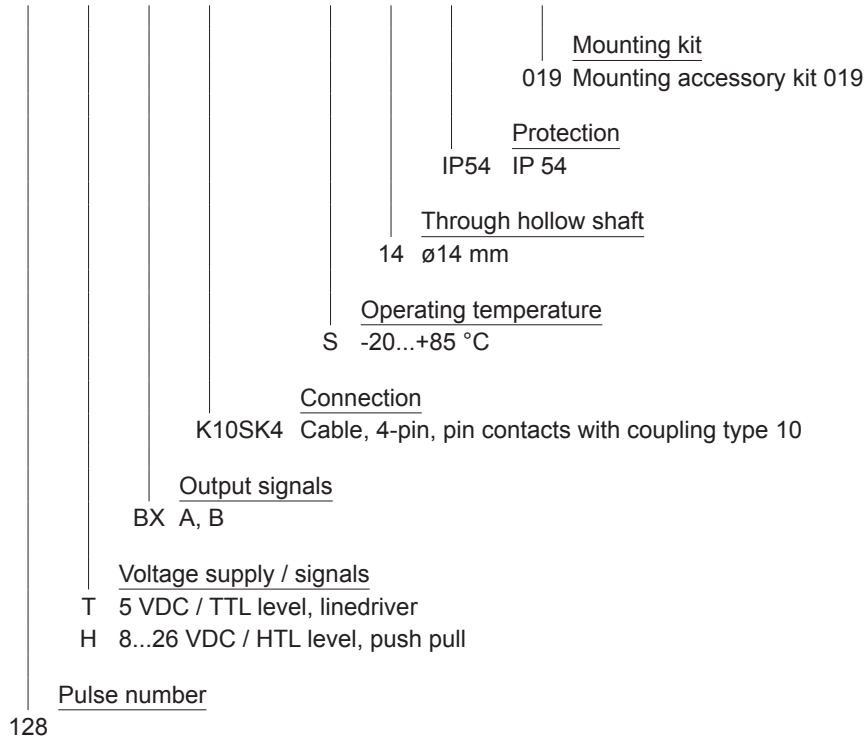 Mounting kit
019 Mounting accessory kit 019
Protection
IP54 IP 54
Through hollow shaft
14 ø14 mm
Operating temperature
S -20...+85 °C
Connection
K10SK4 Cable, 4-pin, pin contacts with coupling type 10
Output signals
BX A, B
Voltage supply / signals
T 5 VDC / TTL level, linedriver
H 8...26 VDC / HTL level, push pull
Pulse number
128